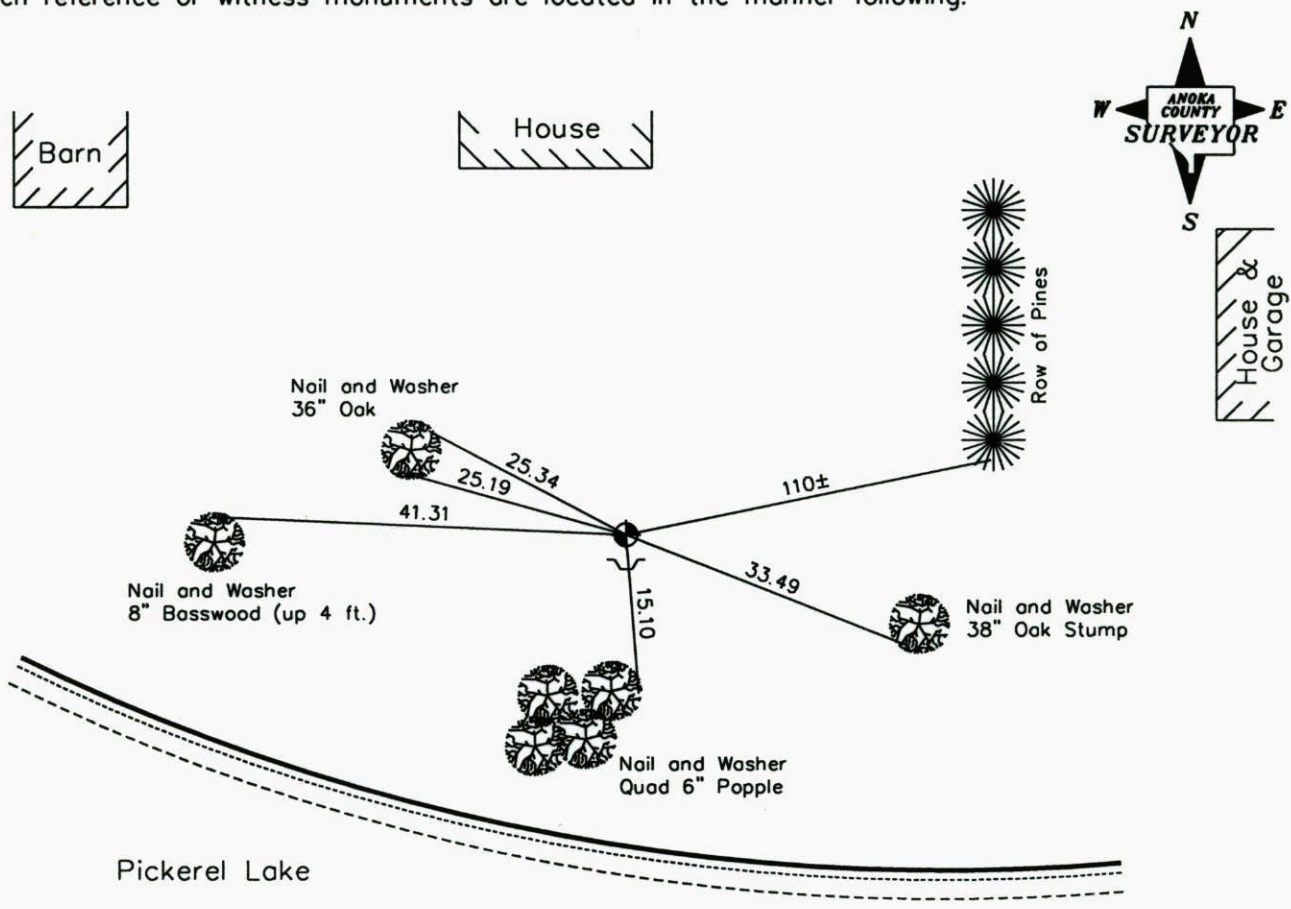 ch reference or witness monuments are located in the manner following:
N
W
ANOKA
COUNTY
E
SURVEYOR
S
Barn
House
House &
Garage
Row of Pines
Nail and Washer
36" Oak
25.34
25.19
41.31
110±
33.49
15.10
Nail and Washer
8" Basswood (up 4 ft.)
Nail and Washer
38" Oak Stump
Nail and Washer
Quad 6" Popple
Pickerel Lake